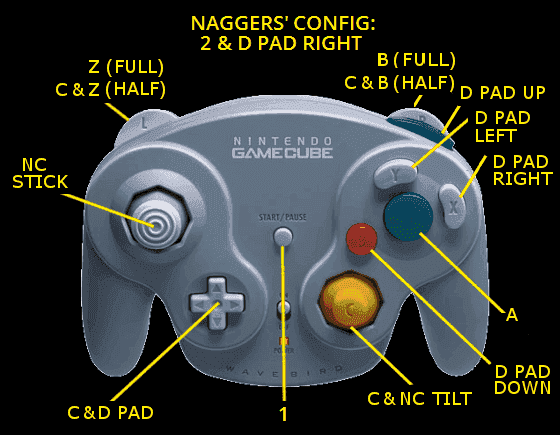 NAGGERS' CONFIG:
2 & D PAD RIGHT
Z (FULL)
C & Z (HALF)
B (FULL)
C & B (HALF)
D PAD UP
D PAD
LEFT
D PAD
RIGHT
NC
STICK
L
NINTENDO
GAMECUBE
Y
X
START/PAUSE
A
POWER
WAVEBIRD
D PAD
DOWN
C & NC TILT
C & D PAD
1